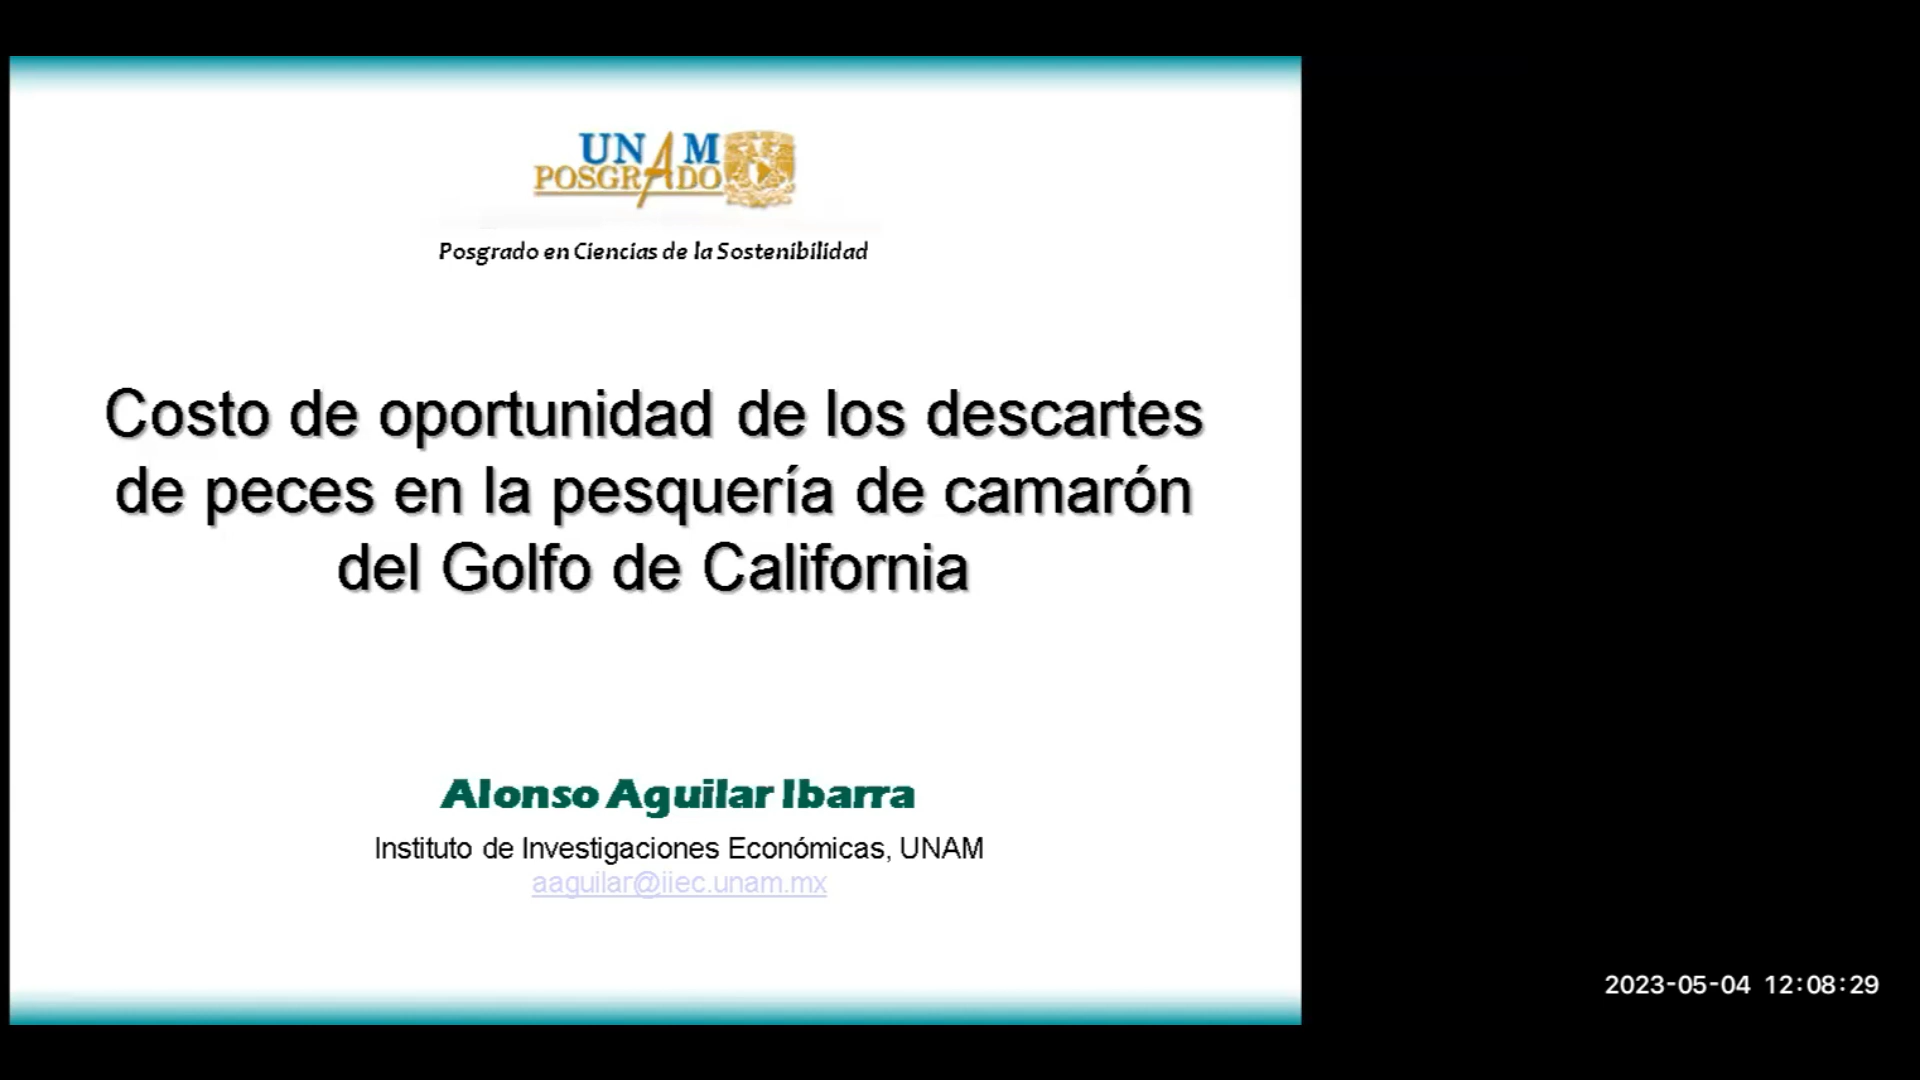 UNAM
POSGRADO
Posgrado en Ciencias de la Sostenibilidad
Costo de oportunidad de los descartes
de peces en la pesquería de camarón
del Golfo de California
Alonso Aguilar Ibarra
Instituto de Investigaciones Económicas, UNAM
aaguilar@iiec.unam.mx
2023-05-04 12:08:29